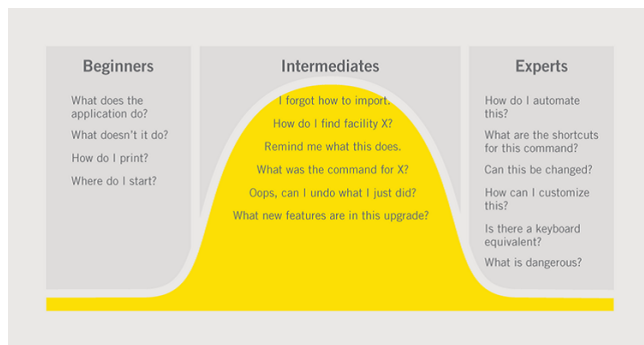 Beginners
What does the
application do?
What doesn't it do?
How do I print?
Where do I start?
Intermediates
I forgot how to import.
How do I find facility X?
Remind me what this does.
What was the command for X?
Oops, can I undo what I just did?
What new features are in this upgrade?
Experts
How do I automate
this?
What are the shortcuts
for this command?
Can this be changed?
How can I customize
this?
Is there a keyboard
equivalent?
What is dangerous?